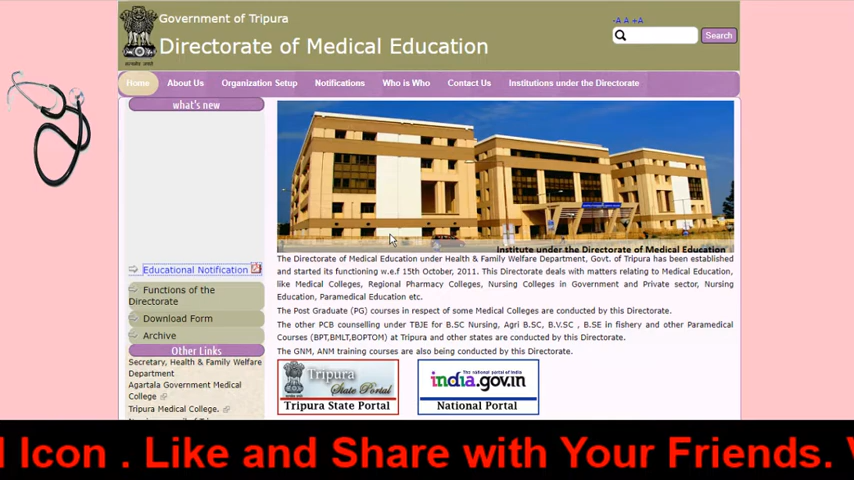 Government of Tripura
Directorate of Medical Education
-A A +A
Search
Home
About Us
Organization Setup
Notifications
Who is Who
Contact Us
Institutions under the Directorate
what's new
Educational Notification
Functions of the
Directorate
Download Form
Archive
Other Links
Secretary, Health & Family Welfare
Department
Agartala Government Medical
College
Tripura Medical College.
Institute under the Directorate of Medical Education
The Directorate of Medical Education under Health & Family Welfare Department, Govt. of Tripura has been established
and started its functioning w.e.f 15th October, 2011. This Directorate deals with matters relating to Medical Education,
like Medical Colleges, Regional Pharmacy Colleges, Nursing Colleges in Government and Private sector, Nursing
Education, Paramedical Education etc.
The Post Graduate (PG) courses in respect of some Medical Colleges are conducted by this Directorate.
The other PCB counselling under TBJE for B.SC Nursing, Agri B.SC, B.V.SC , B.SE in fishery and other Paramedical
Courses (BPT,BMLT,BOPTOM) at Tripura and other states are conducted by this Directorate.
The GNM, ANM training courses are also being conducted by this Directorate.
Tripura
State Portal
Tripura State Portal
The national portal of India
india.gov.in
National Portal
Icon . Like and Share with Your Friends.